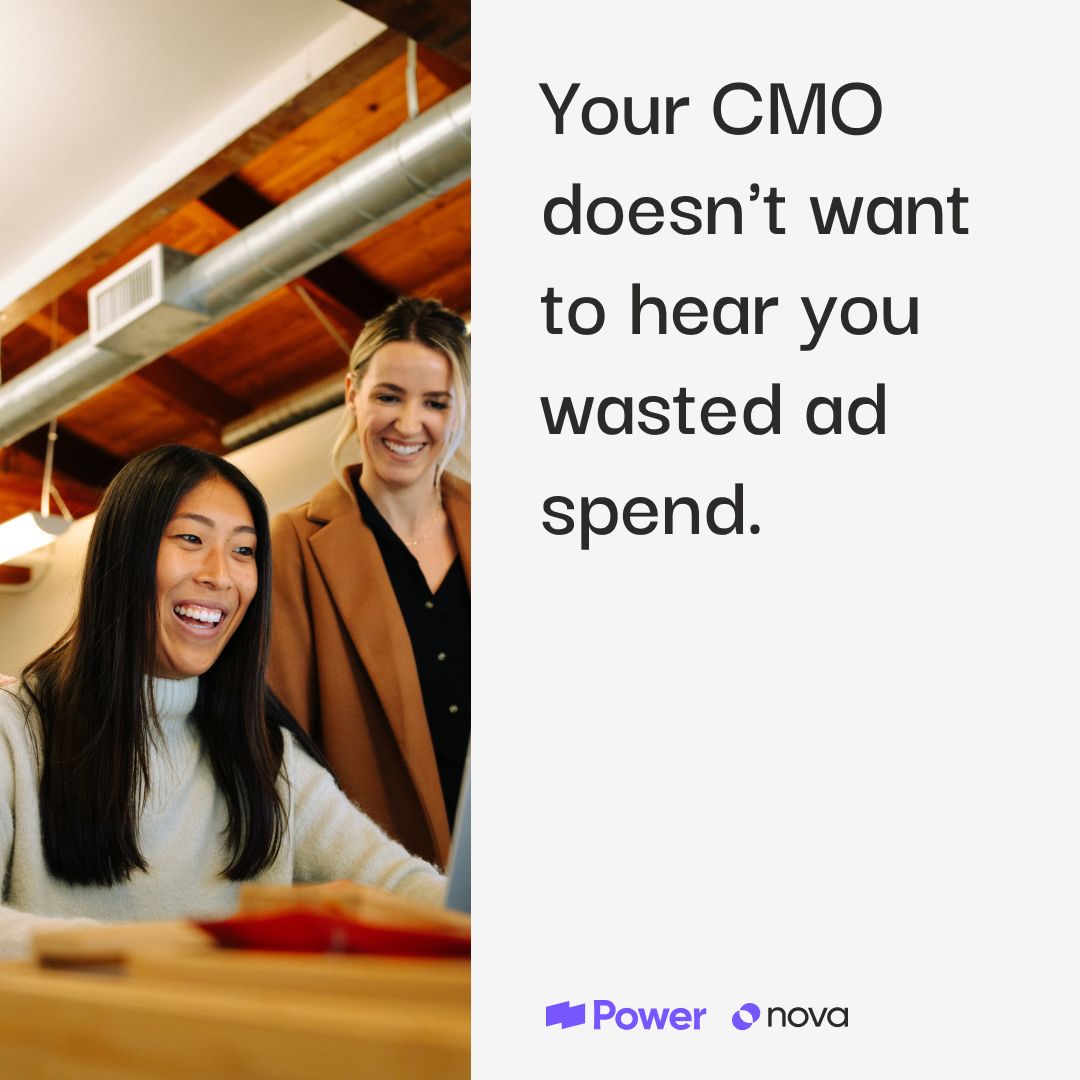 Your CMO
doesn’t want
to hear you
wasted ad
spend.
Power nova